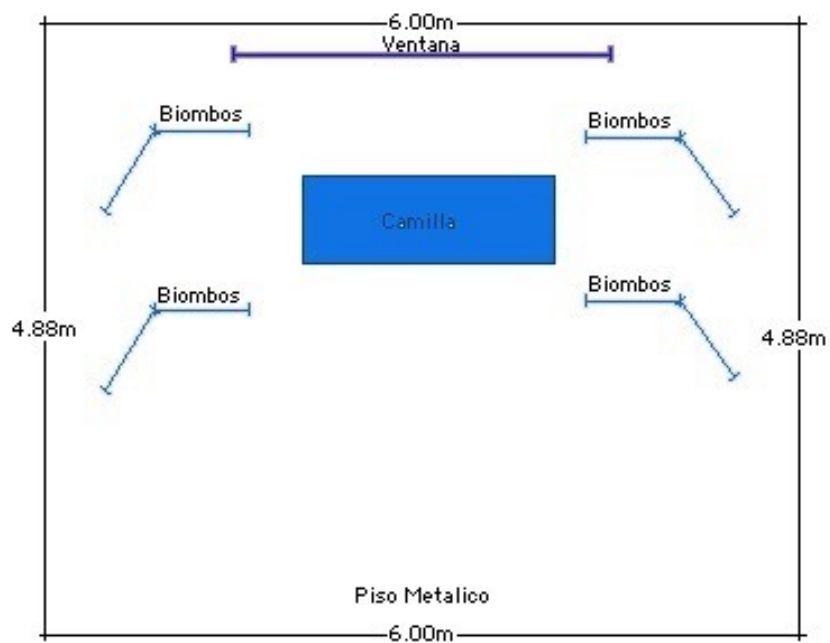 6.00m
Ventana
Biombos
Biombos
Camilla
Biombos
Biombos
4.88m
4.88m
Piso Metalico
6.00m